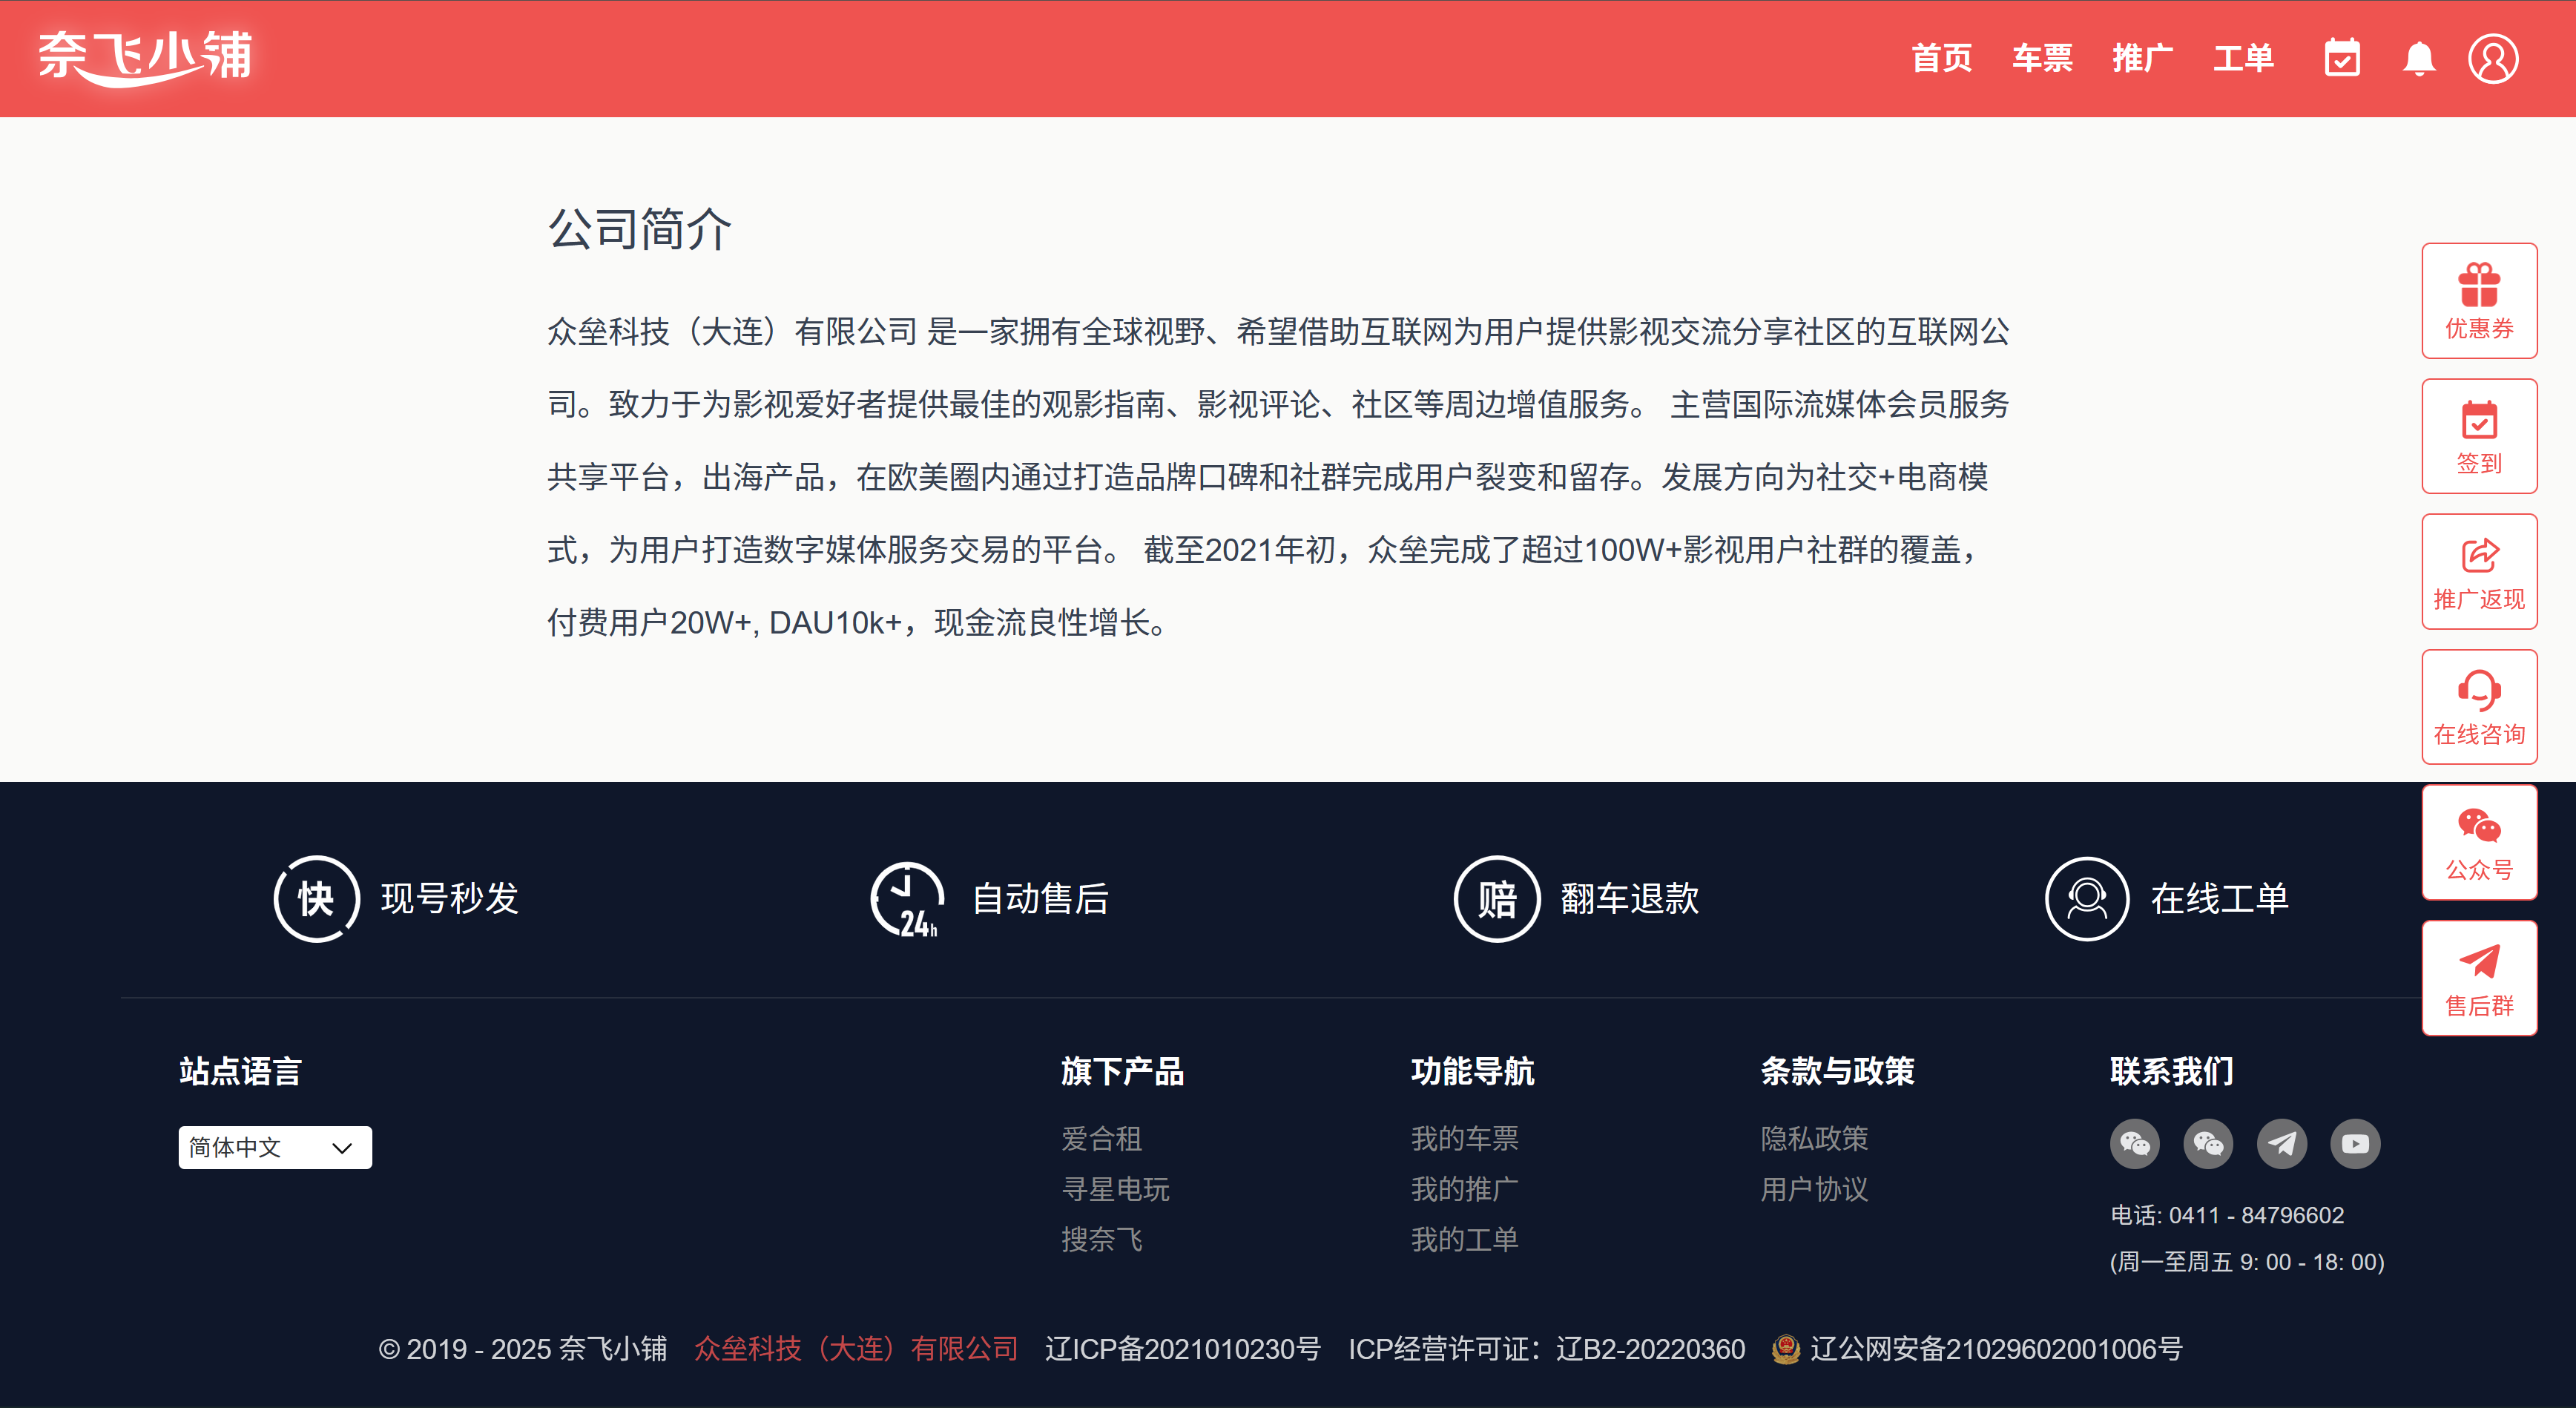 奈飞小铺
首页 车票 推广 工单
公司简介
众垒科技（大连）有限公司 是一家拥有全球视野、希望借助互联网为用户提供影视交流分享社区的互联网公
司。致力于为影视爱好者提供最佳的观影指南、影视评论、社区等周边增值服务。 主营国际流媒体会员服务
共享平台，出海产品，在欧美圈内通过打造品牌口碑和社群完成用户裂变和留存。发展方向为社交+电商模
式，为用户打造数字媒体服务交易的平台。 截至2021年初，众垒完成了超过100W+影视用户社群的覆盖，
付费用户20W+, DAU10k+，现金流良性增长。
优惠券
签到
推广返现
在线咨询
公众号
售后群
快 现号秒发
24h 自动售后
赔 翻车退款
在线工单
站点语言
简体中文
旗下产品
爱合租
寻星电玩
搜奈飞
功能导航
我的车票
我的推广
我的工单
条款与政策
隐私政策
用户协议
联系我们
电话: 0411 - 84796602
(周一至周五 9: 00 - 18: 00)
© 2019 - 2025 奈飞小铺 众垒科技（大连）有限公司 辽ICP备2021010230号 ICP经营许可证：辽B2-20220360 辽公网安备21029602001006号